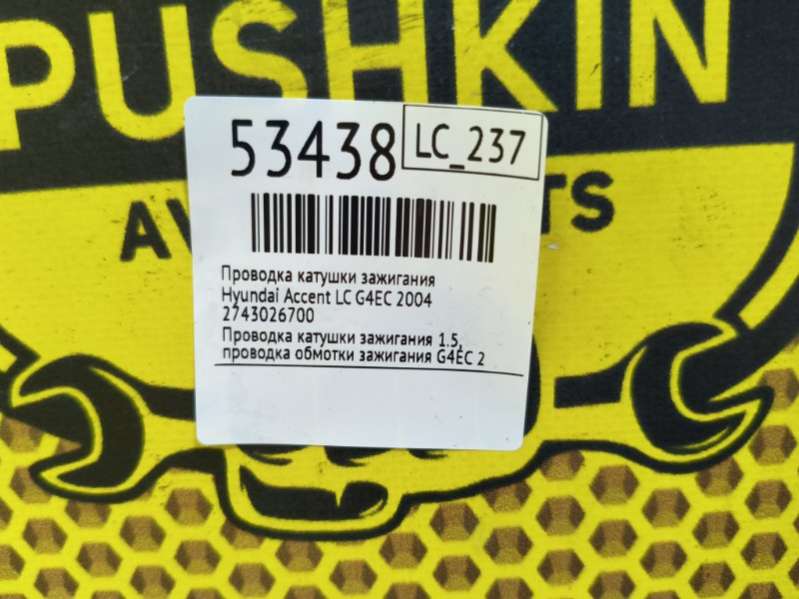 PUSHKIN
AV TS
53438 LC_237
Проводка катушки зажигания
Hyundai Accent LC G4EC 2004
2743026700
Проводка катушки зажигания 1.5,
проводка обмотки зажигания G4EC 2